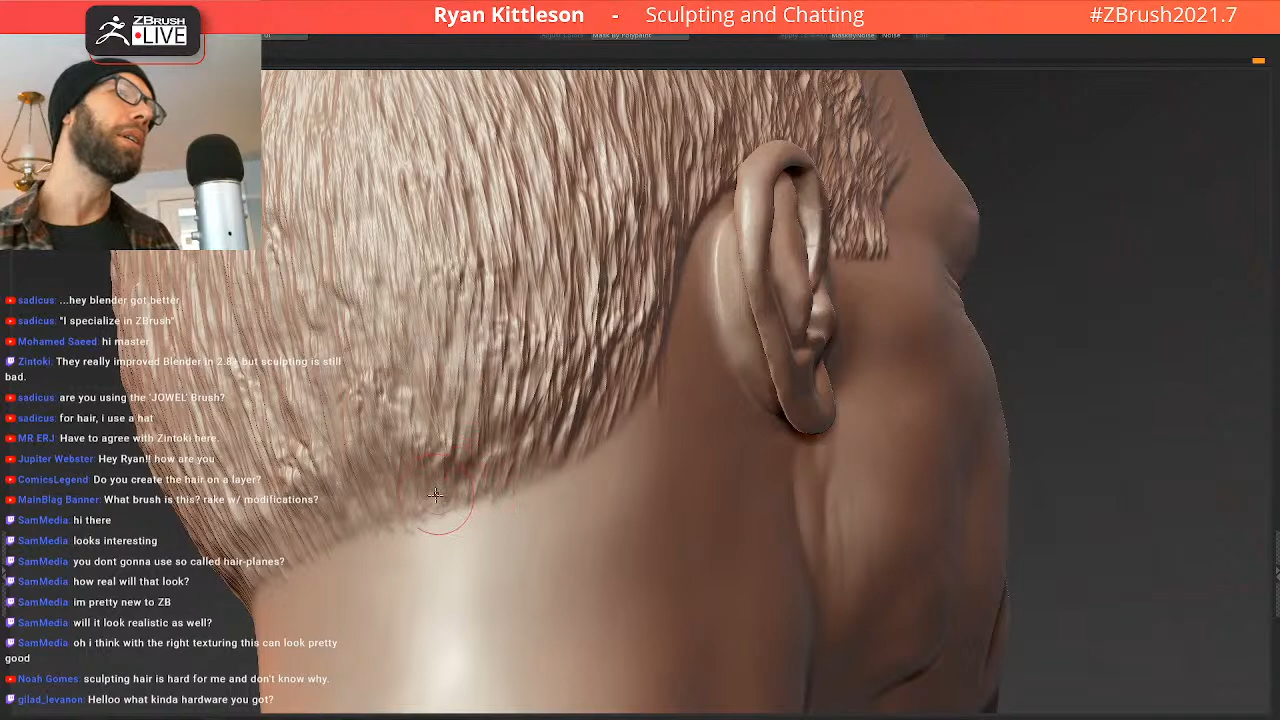 Ryan Kittleson - Sculpting and Chatting #ZBrush2021.7
ZBRUSH
LIVE
Mask By Polypaint MaskByNoise Noise
sadicus: ...hey blender got better
sadicus: "I specialize in ZBrush"
Mohamed Saeed: hi master
Zintoki: They really improved Blender in 2.8+ but sculpting is still
bad.
sadicus: are you using the 'JOWEL' Brush?
sadicus: for hair, i use a hat
MR ERJ: Have to agree with Zintoki here.
Jupiter Webster: Hey Ryan!! how are you
ComicsLegend: Do you create the hair on a layer?
MainBlag Banner: What brush is this? rake w/ modifications?
SamMedia: hi there
SamMedia: looks interesting
SamMedia: you dont gonna use so called hair-planes?
SamMedia: how real will that look?
SamMedia: im pretty new to ZB
SamMedia: will it look realistic as well?
SamMedia: oh i think with the right texturing this can look pretty
good
Noah Gomes: sculpting hair is hard for me and don't know why.
gilad_levanon: Helloo what kinda hardware you got?